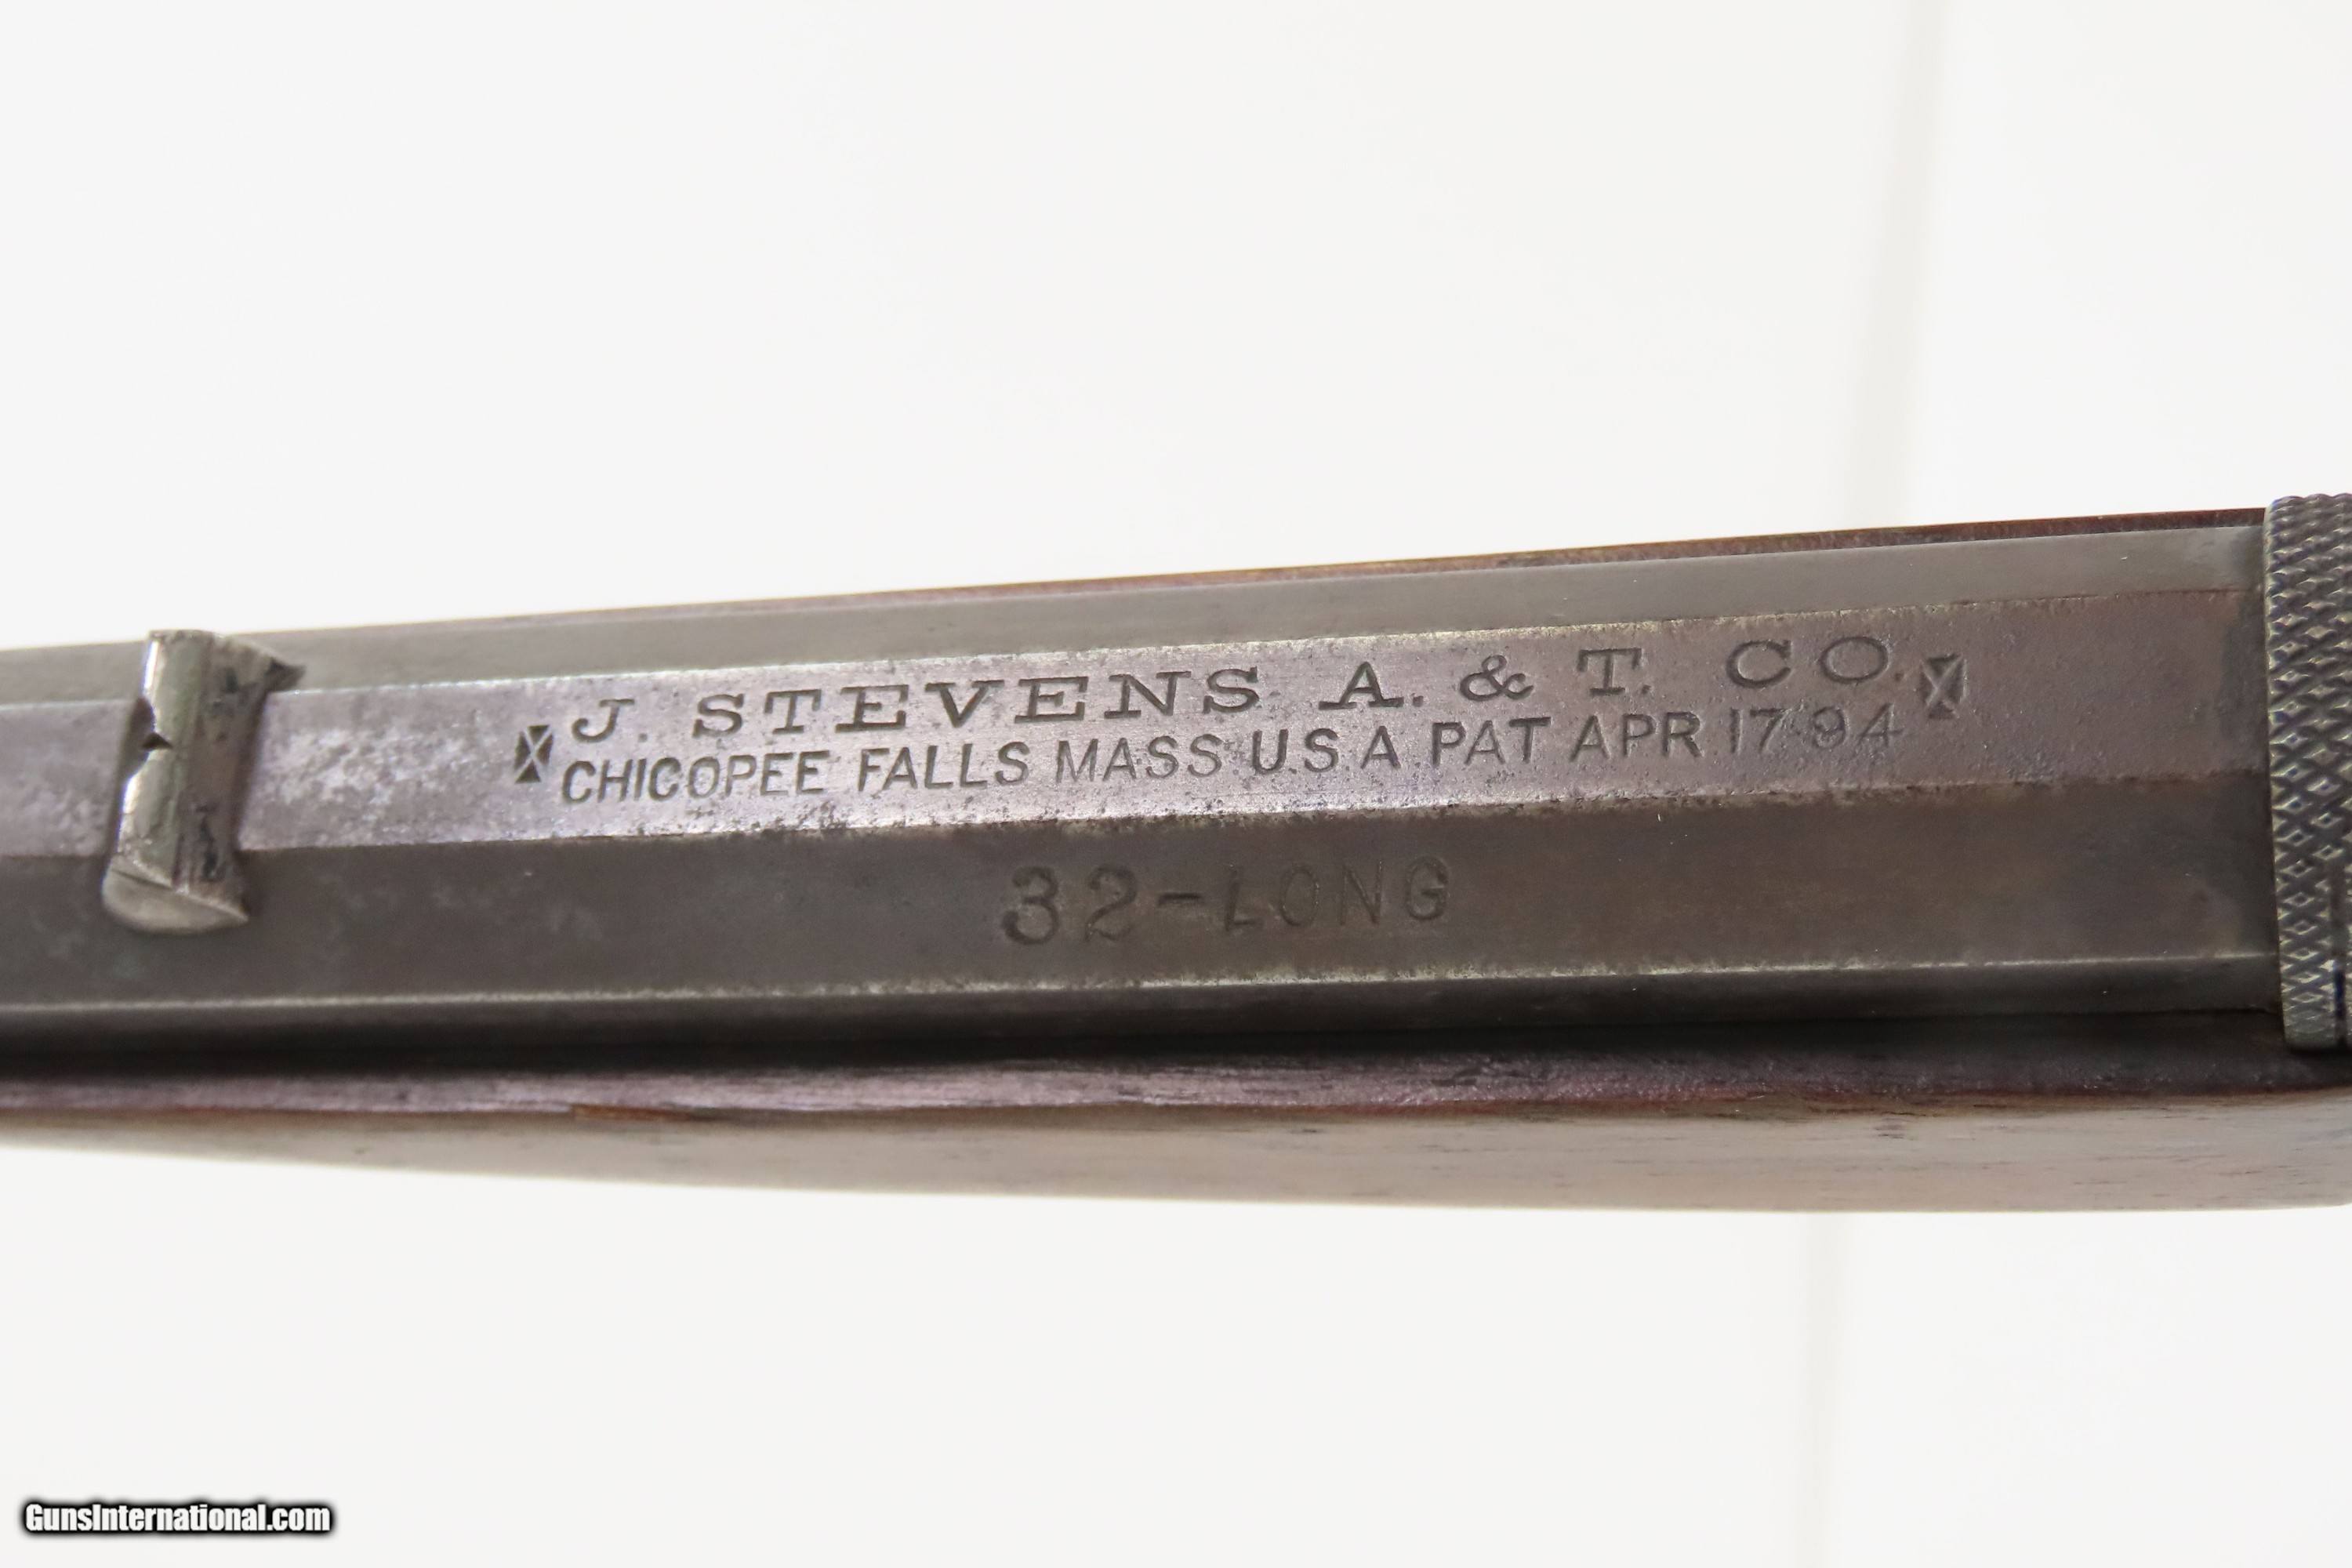 J. STEVENS A. & T. CO.
CHICOPEE FALLS MASS. U.S.A. PAT. APR. 17-94
32-LONG
GunsInternational.com